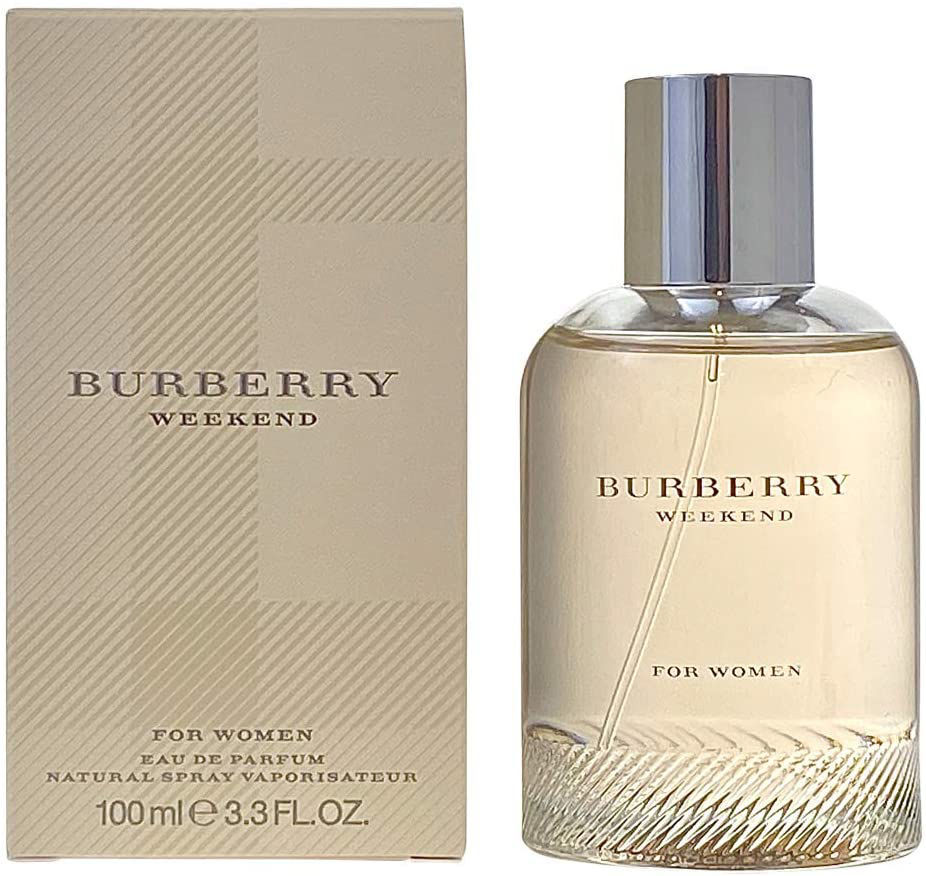 BURBERRY
WEEKEND
FOR WOMEN
EAU DE PARFUM
NATURAL SPRAY VAPORISATEUR
100 ml ℮ 3.3 FL.OZ.
BURBERRY
WEEKEND
FOR WOMEN